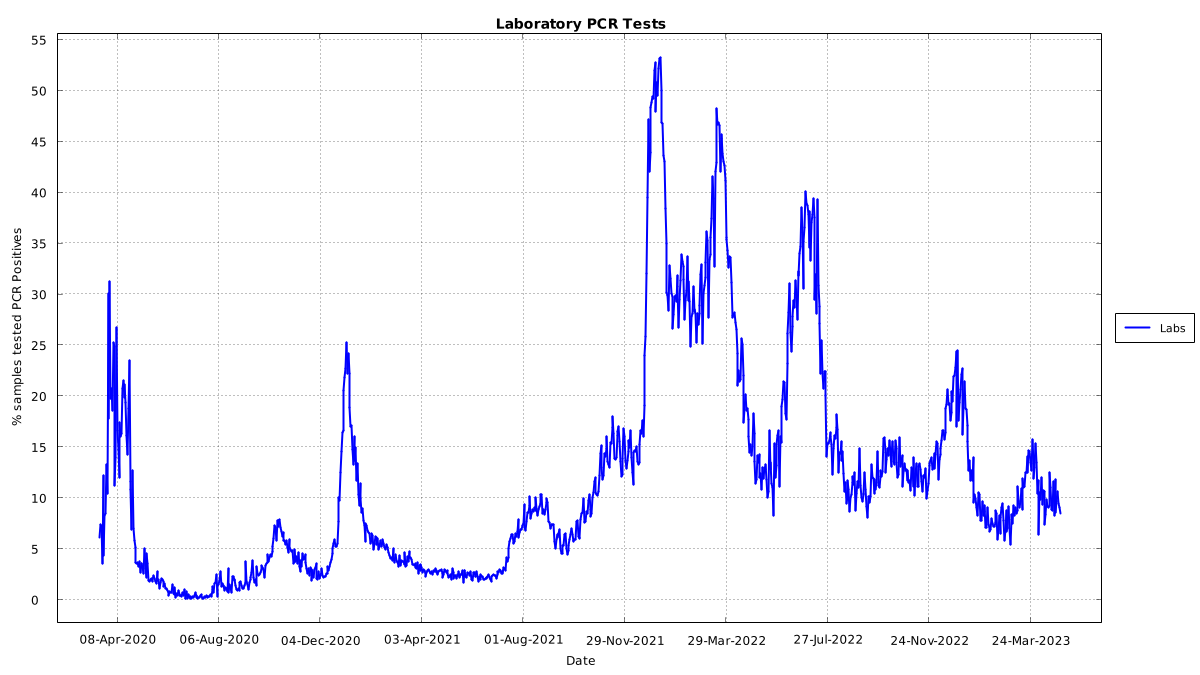 Laboratory PCR Tests
% samples tested PCR Positives
55
50
45
40
35
30
25
20
15
10
5
0
Labs
08-Apr-2020 06-Aug-2020 04-Dec-2020 03-Apr-2021 01-Aug-2021 29-Nov-2021 29-Mar-2022 27-Jul-2022 24-Nov-2022 24-Mar-2023
Date